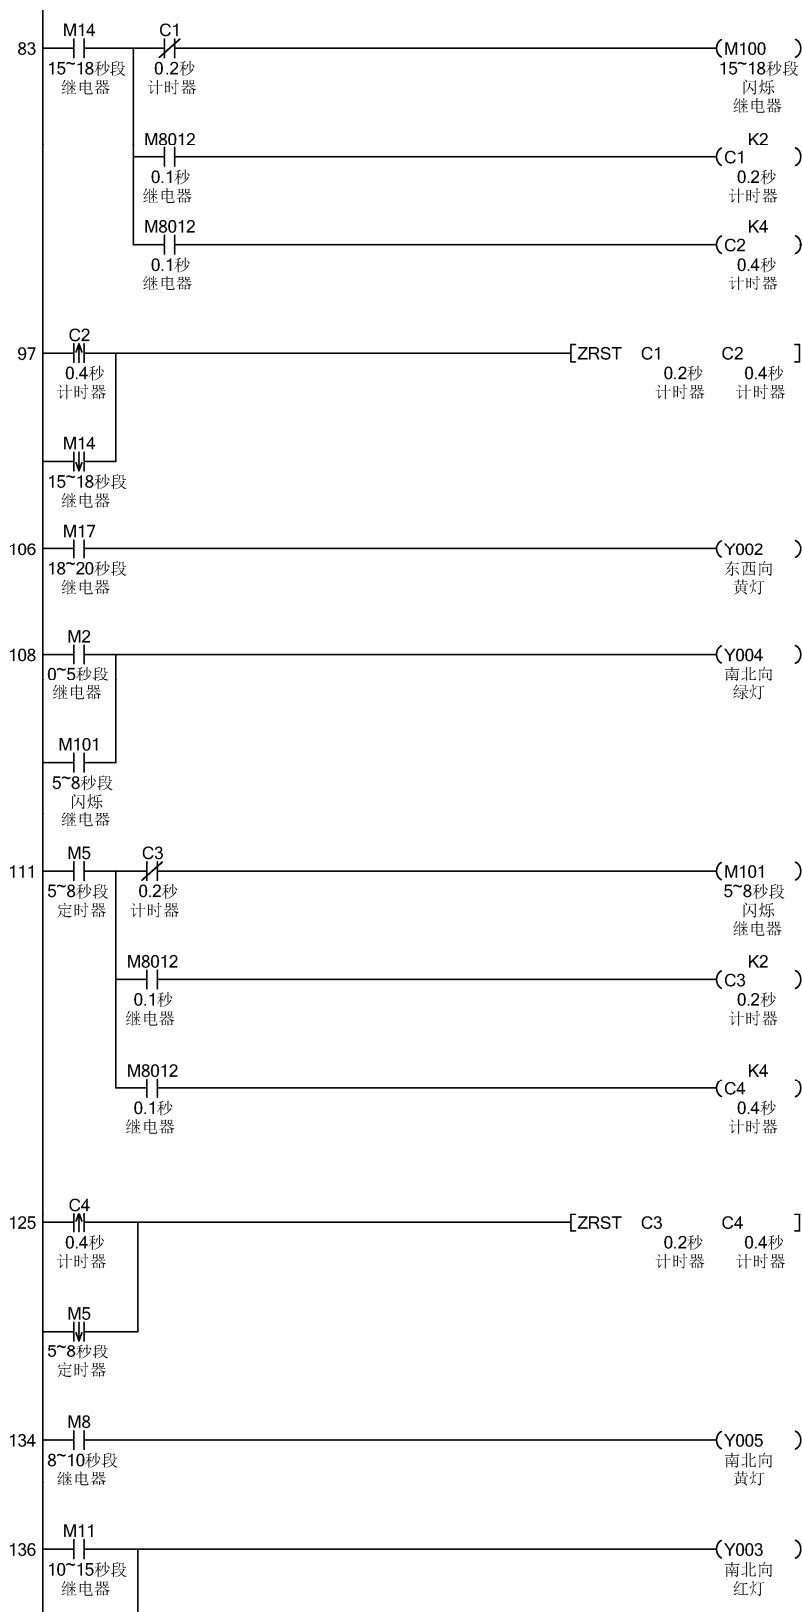 M14 C1
83 (M100 )
15~18秒段 0.2秒 15~18秒段
继电器 计时器 闪烁
继电器
M8012 K2
(C1 )
0.1秒 0.2秒
继电器 计时器
M8012 K4
(C2 )
0.1秒 0.4秒
继电器 计时器
C2
97 [ZRST C1 C2 ]
0.4秒 0.2秒 0.4秒
计时器 计时器 计时器
M14
15~18秒段
继电器
M17
106 (Y002 )
18~20秒段 东西向
继电器 黄灯
M2
108 (Y004 )
0~5秒段 南北向
继电器 绿灯
M101
5~8秒段
闪烁
继电器
M5 C3
111 (M101 )
5~8秒段 0.2秒 5~8秒段
定时器 计时器 闪烁
继电器
M8012 K2
(C3 )
0.1秒 0.2秒
继电器 计时器
M8012 K4
(C4 )
0.1秒 0.4秒
继电器 计时器
C4
125 [ZRST C3 C4 ]
0.4秒 0.2秒 0.4秒
计时器 计时器 计时器
M5
5~8秒段
定时器
M8
134 (Y005 )
8~10秒段 南北向
继电器 黄灯
M11
136 (Y003 )
10~15秒段 南北向
继电器 红灯